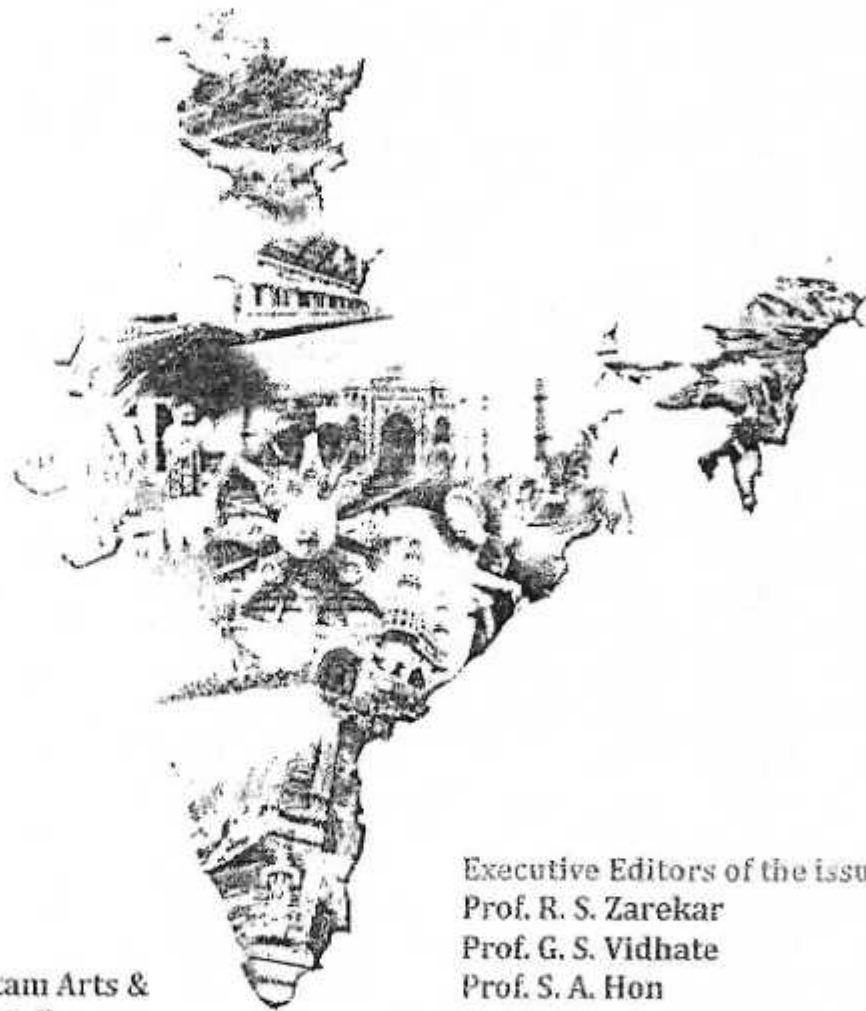 Executive Editors of the issu
Prof. R. S. Zarekar
Prof. G. S. Vidhate
Prof. S. A. Hon
tam Arts &